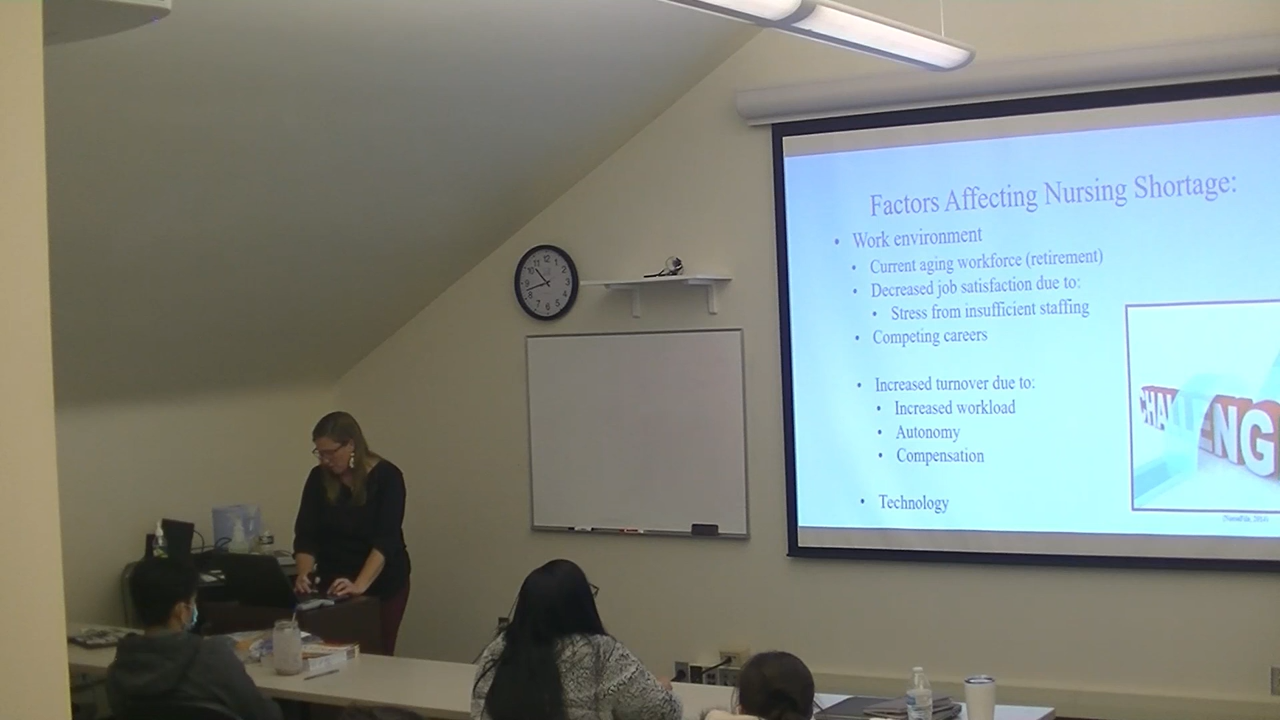 Factors Affecting Nursing Shortage:
• Work environment
• Current aging workforce (retirement)
• Decreased job satisfaction due to:
• Stress from insufficient staffing
• Competing careers
• Increased turnover due to:
• Increased workload
• Autonomy
• Compensation
• Technology